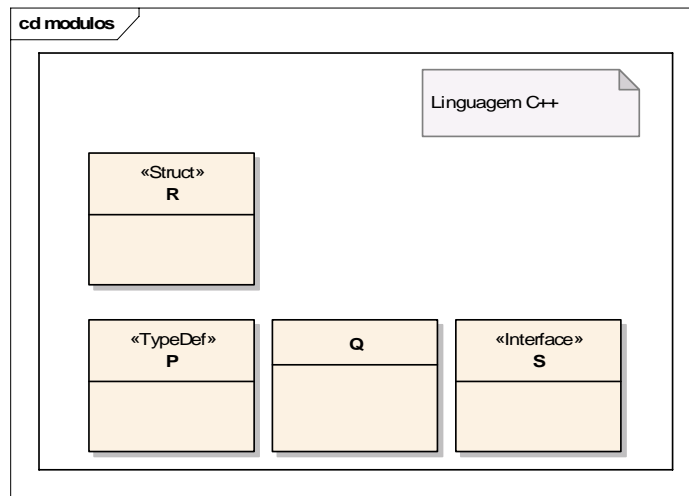 cd modulos
Linguagem C++
«Struct»
R
«TypeDef»
P
Q
«Interface»
S